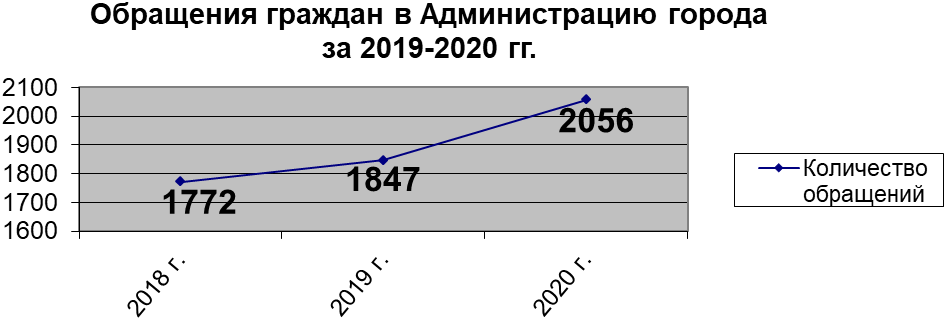 Обращения граждан в Администрацию города
за 2019-2020 гг.
2100
2000
1900
1800
1700
1600
1772
1847
2056
2018 г.
2019 г.
2020 г.
Количество
обращений